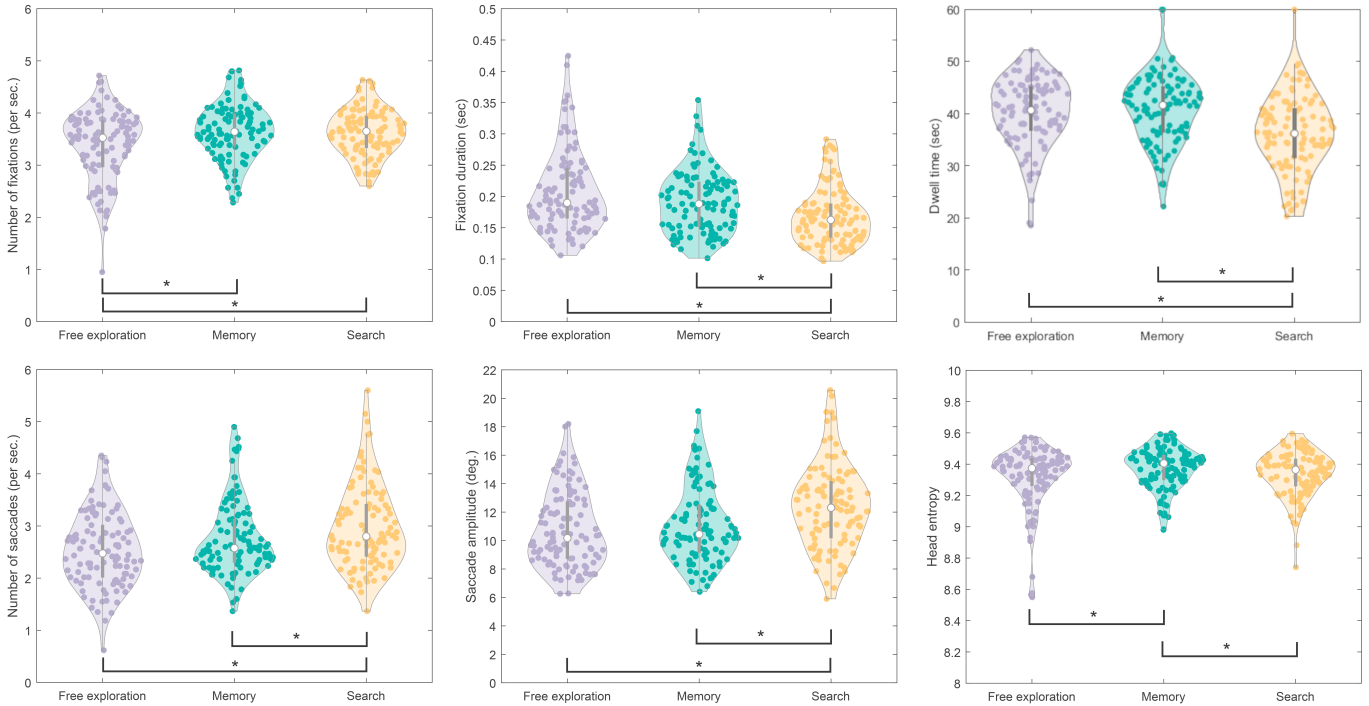 Number of fixations (per sec.)
6
5
4
3
2
1
0
*
*
Free exploration
Memory
Search
Fixation duration (sec)
0.5
0.45
0.4
0.35
0.3
0.25
0.2
0.15
0.1
0.05
0
*
*
Free exploration
Memory
Search
Dwell time (sec)
60
50
40
30
20
10
0
*
*
Free exploration
Memory
Search
Number of saccades (per sec.)
6
5
4
3
2
1
0
*
*
Free exploration
Memory
Search
Saccade amplitude (deg.)
22
20
18
16
14
12
10
8
6
4
2
0
*
*
Free exploration
Memory
Search
Head entropy
10
9.8
9.6
9.4
9.2
9
8.8
8.6
8.4
8.2
8
*
*
Free exploration
Memory
Search